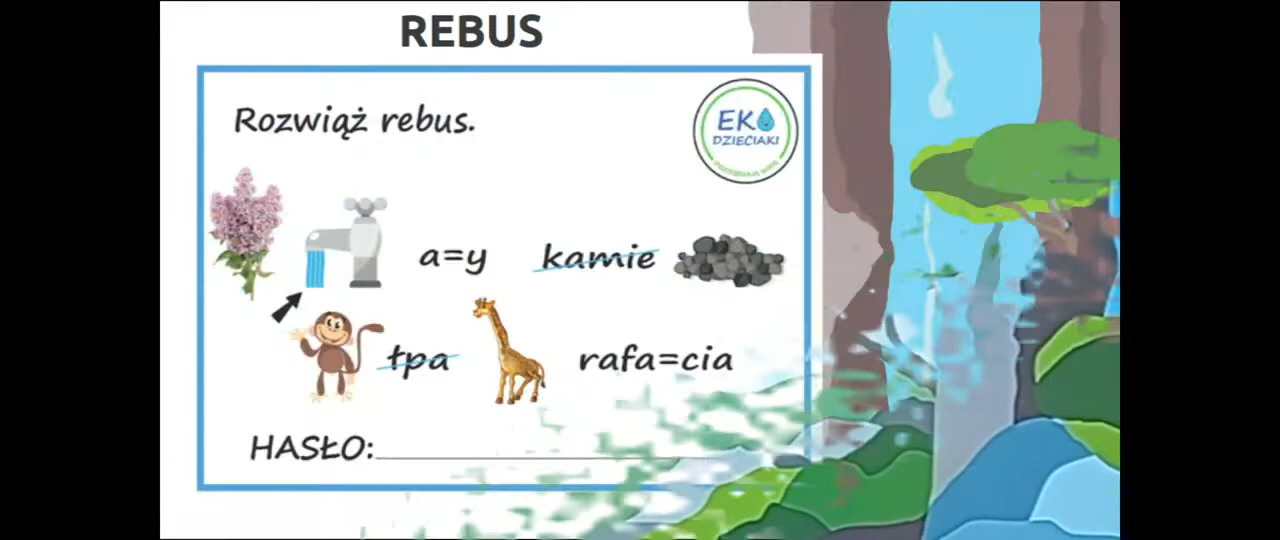 REBUS
Rozwiąż rebus.
EKO
DZIECIAKI
a=y
kamie
łpa
rafa=cia
HASŁO: